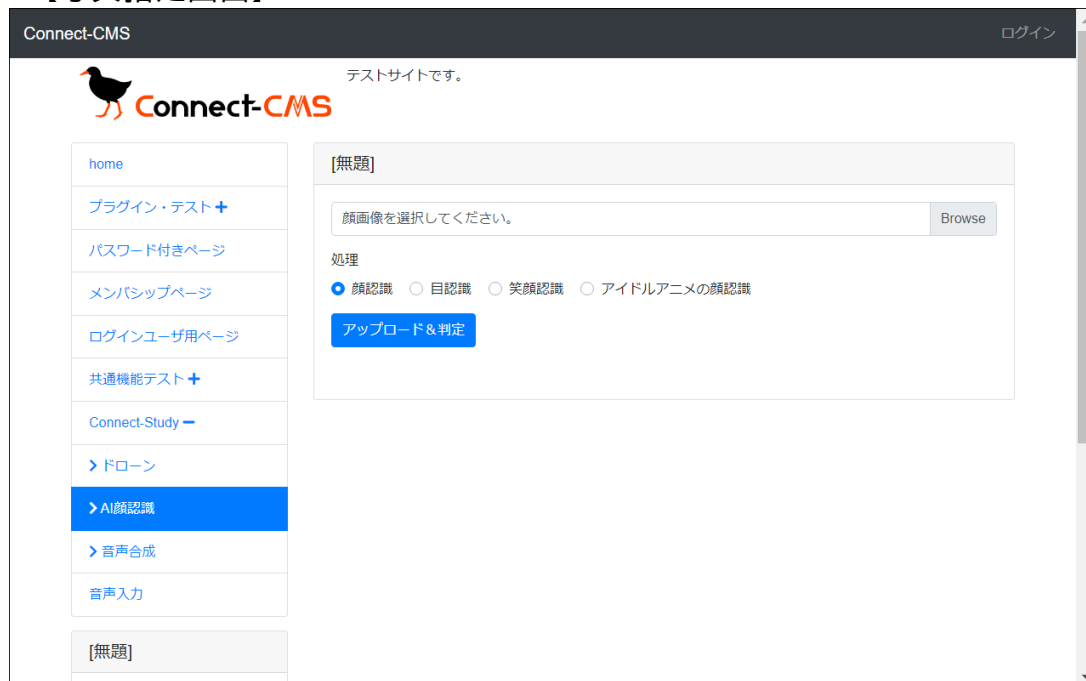 Connect-CMS
ログイン
Connect-CMS
テストサイトです。
home
プラグイン・テスト
パスワード付きページ
メンバシップページ
ログインユーザ用ページ
共通機能テスト
Connect-Study
ドローン
AI顔認識
音声合成
音声入力
[無題]
[無題]
顔画像を選択してください。
Browse
処理
顔認識 目認識 笑顔認識 アイドルアニメの顔認識
アップロード＆判定